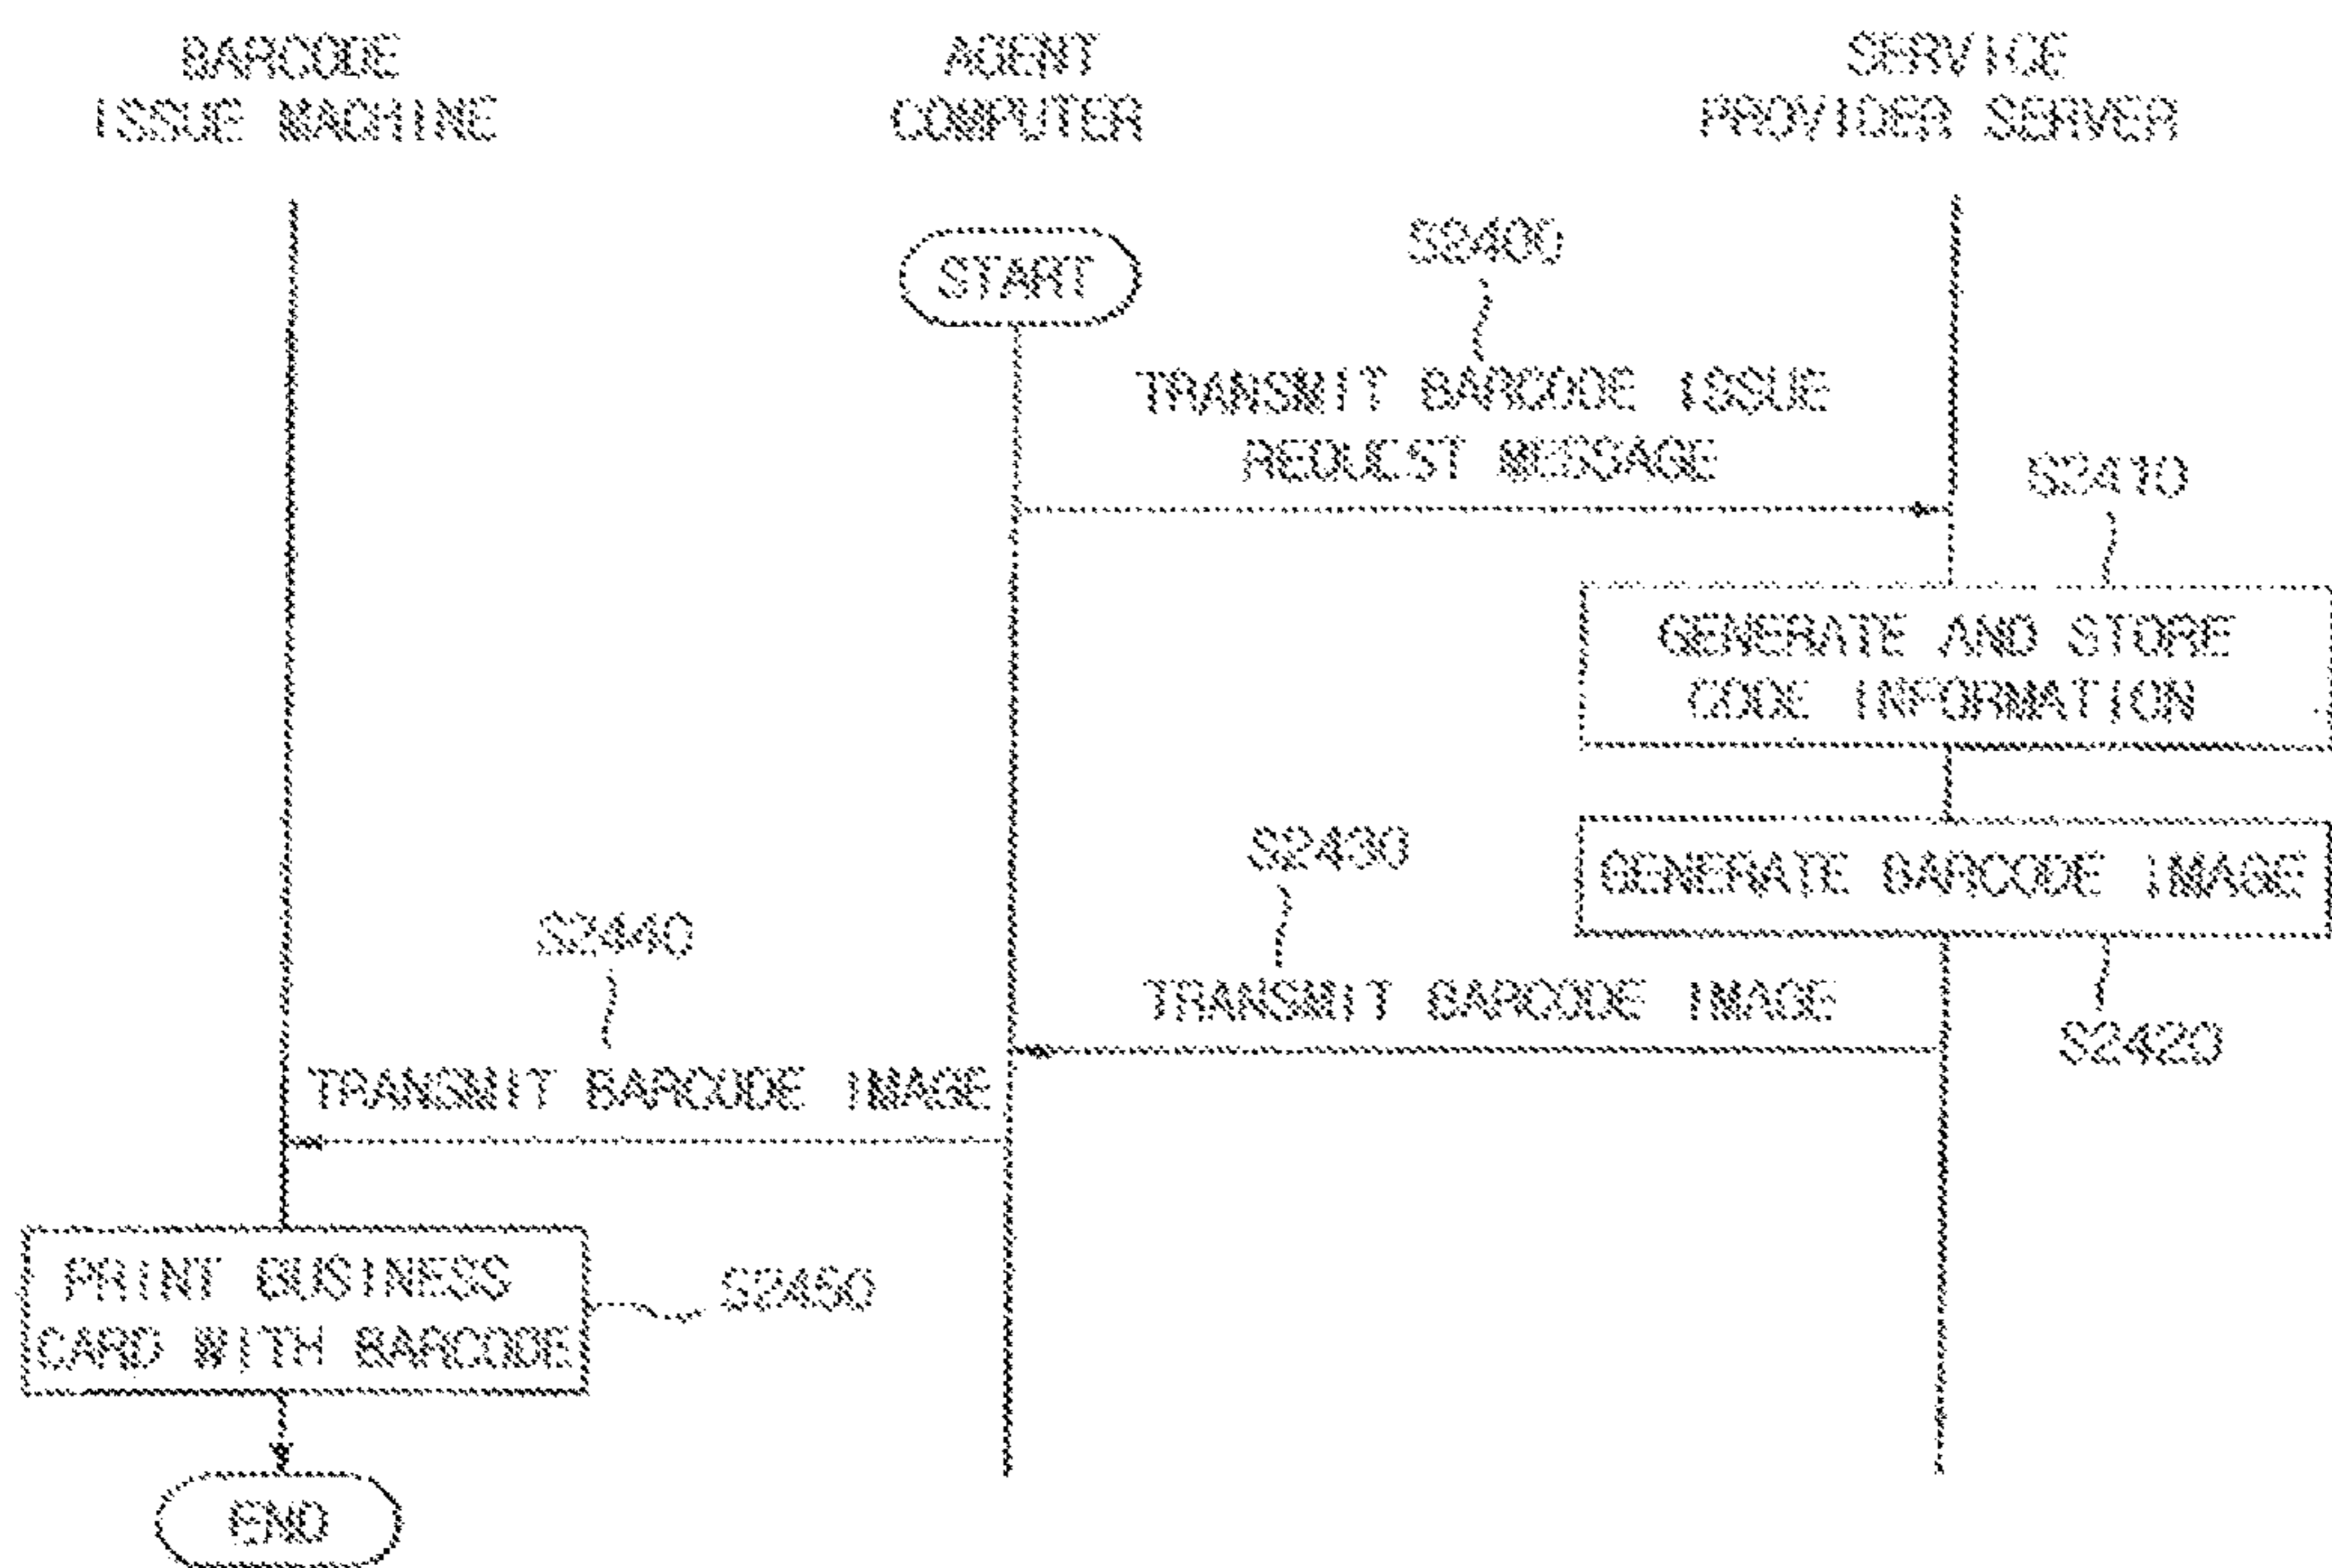 BARCODE
ISSUE MACHINE
AGENT
COMPUTER
SERVICE
PROVIDER SERVER
START
S2400
TRANSMIT BARCODE ISSUE
REQUEST MESSAGE
S2410
GENERATE AND STORE
CODE INFORMATION
GENERATE BARCODE IMAGE
S2420
S2430
TRANSMIT BARCODE IMAGE
S2440
TRANSMIT BARCODE IMAGE
PRINT BUSINESS
CARD WITH BARCODE
S2450
END